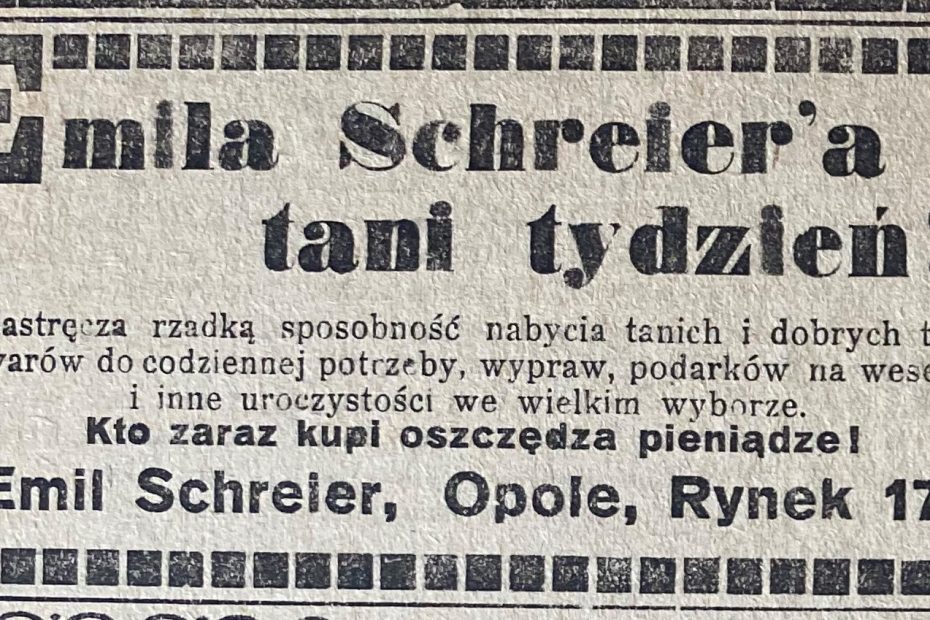 Emila Schreier'a
tani tydzień!
astręcza rzadką sposobność nabycia tanich i dobrych t
warów do codziennej potrzeby, wypraw, podarków na wese
i inne uroczystości we wielkim wyborze.
Kto zaraz kupi oszczędza pieniądze!
Emil Schreier, Opole, Rynek 17